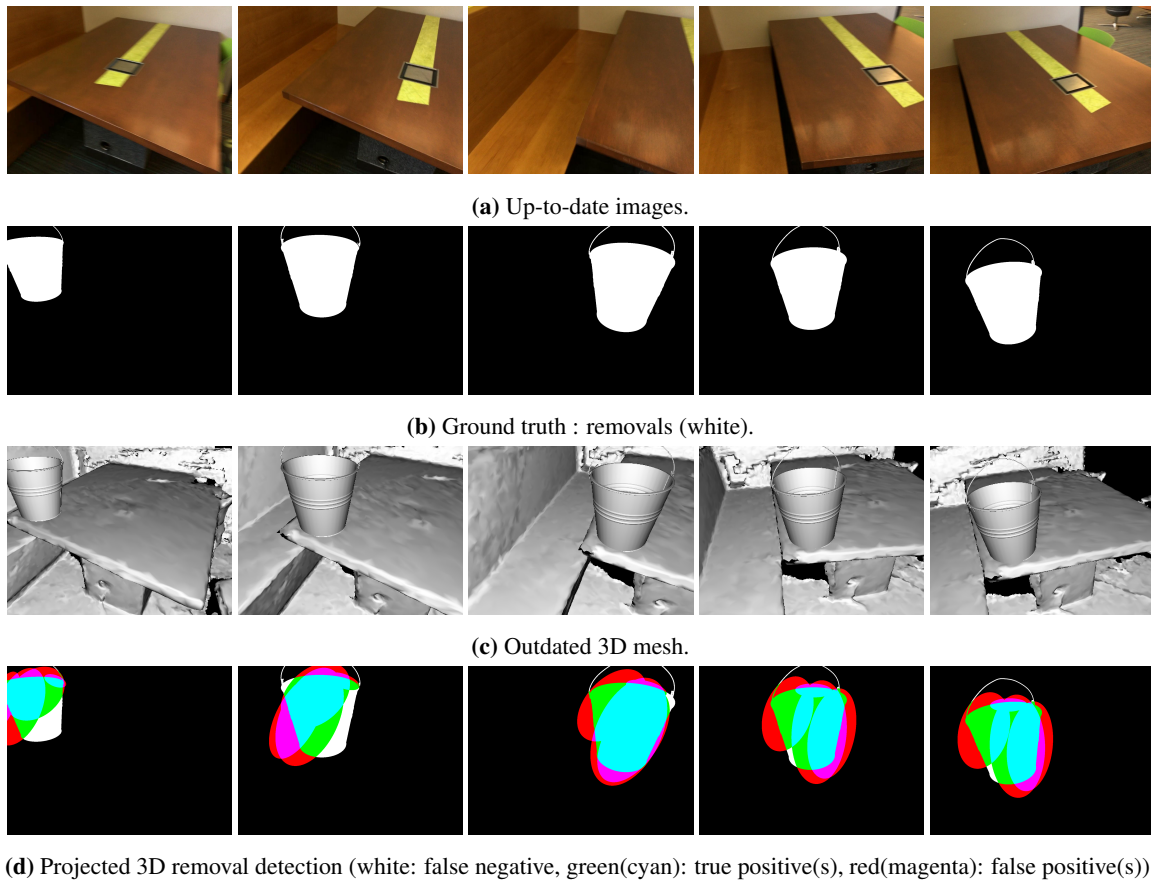 (a) Up-to-date images.
(b) Ground truth : removals (white).
(c) Outdated 3D mesh.
(d) Projected 3D removal detection (white: false negative, green(cyan): true positive(s), red(magenta): false positive(s))